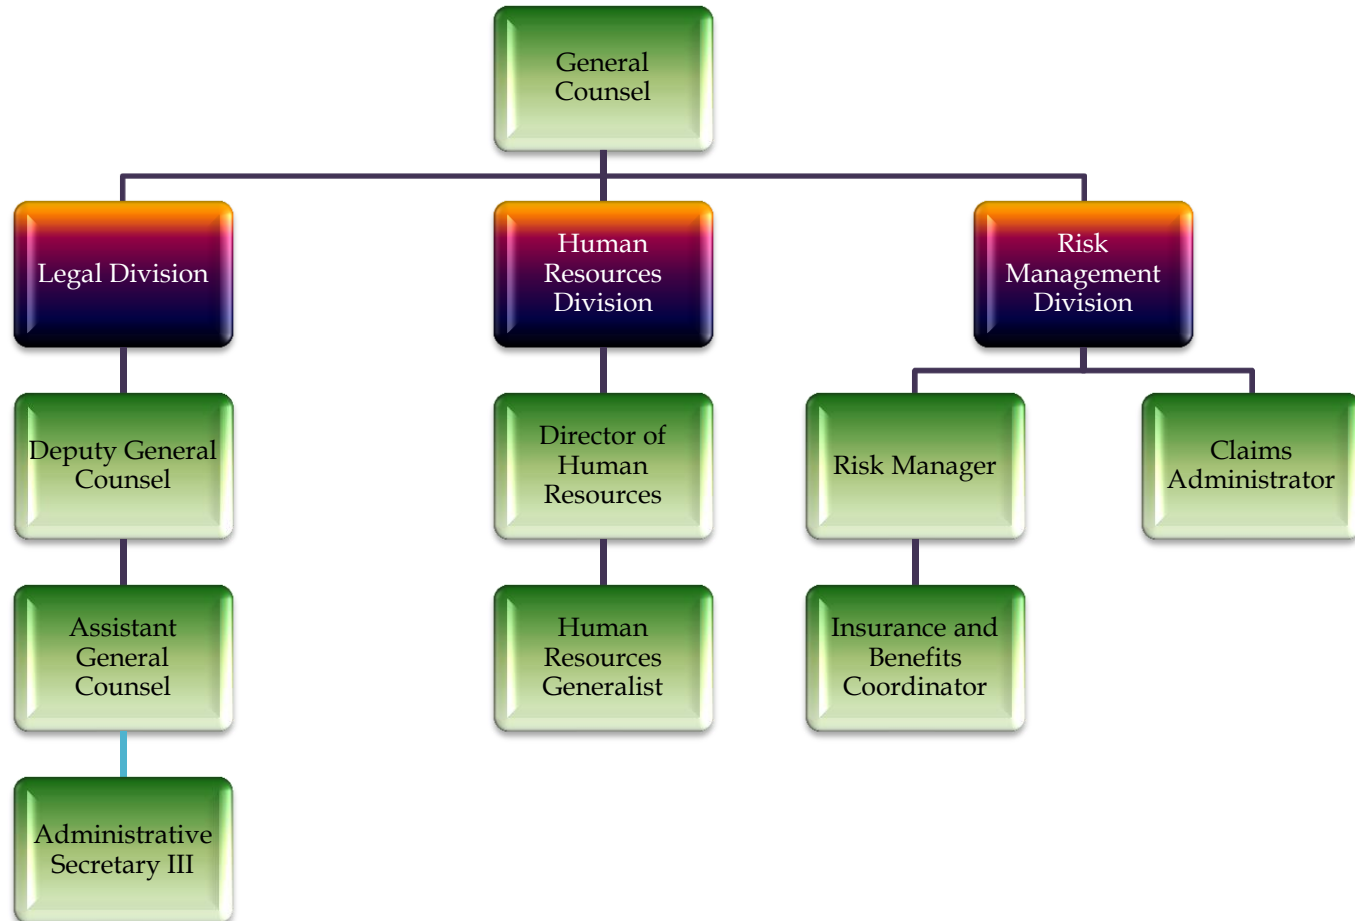 General
Counsel
Legal Division
Human
Resources
Division
Risk
Management
Division
Deputy General
Counsel
Director of
Human
Resources
Risk Manager
Claims
Administrator
Assistant
General
Counsel
Human
Resources
Generalist
Insurance and
Benefits
Coordinator
Administrative
Secretary III